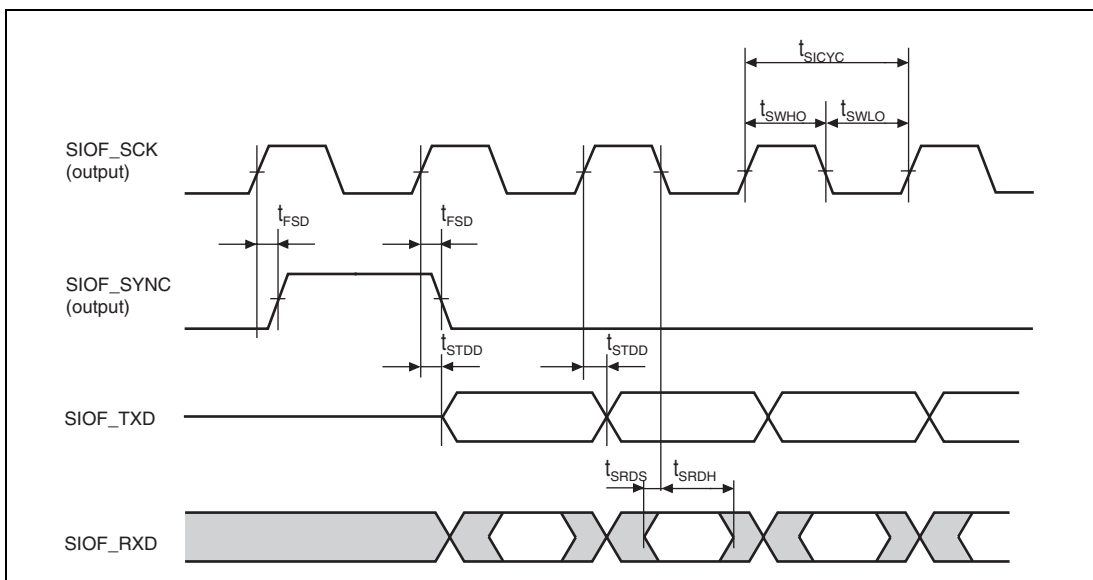 tSICYC
tSWHO
tSWLO
SIOF_SCK
(output)
tFSD
tFSD
SIOF_SYNC
(output)
tSTDD
tSTDD
SIOF_TXD
tSRDS
tSRDH
SIOF_RXD